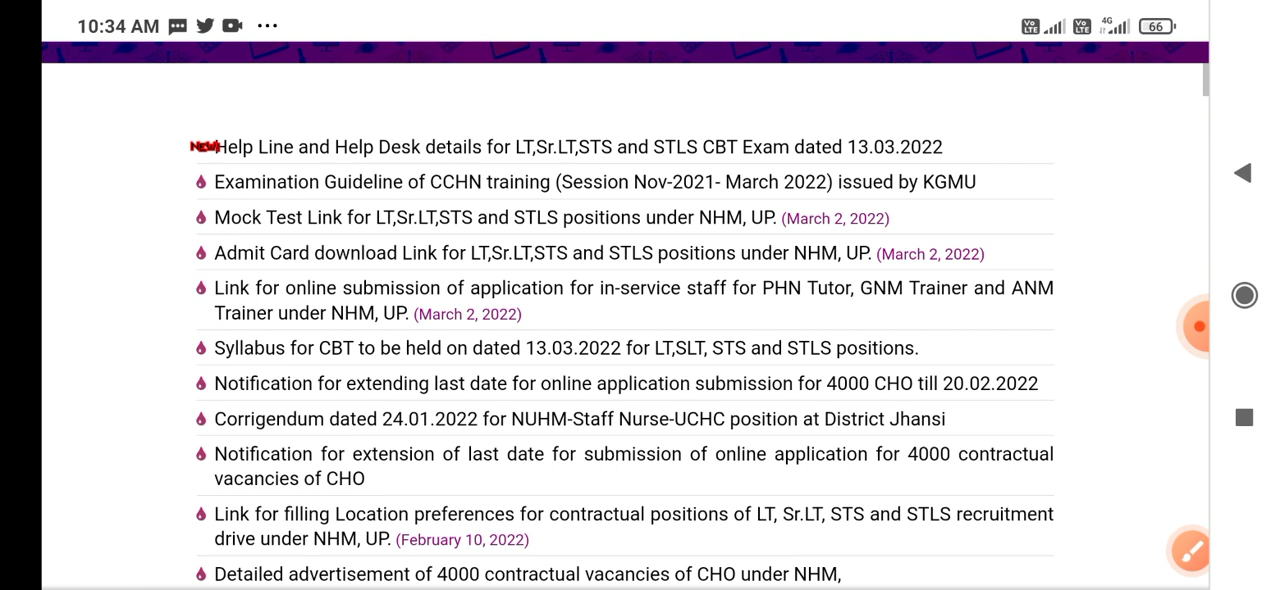 10:34 AM
4G
66
NEW Help Line and Help Desk details for LT,Sr.LT,STS and STLS CBT Exam dated 13.03.2022
Examination Guideline of CCHN training (Session Nov-2021- March 2022) issued by KGMU
Mock Test Link for LT,Sr.LT,STS and STLS positions under NHM, UP. (March 2, 2022)
Admit Card download Link for LT,Sr.LT,STS and STLS positions under NHM, UP. (March 2, 2022)
Link for online submission of application for in-service staff for PHN Tutor, GNM Trainer and ANM
Trainer under NHM, UP. (March 2, 2022)
Syllabus for CBT to be held on dated 13.03.2022 for LT,SLT, STS and STLS positions.
Notification for extending last date for online application submission for 4000 CHO till 20.02.2022
Corrigendum dated 24.01.2022 for NUHM-Staff Nurse-UCHC position at District Jhansi
Notification for extension of last date for submission of online application for 4000 contractual
vacancies of CHO
Link for filling Location preferences for contractual positions of LT, Sr.LT, STS and STLS recruitment
drive under NHM, UP. (February 10, 2022)
Detailed advertisement of 4000 contractual vacancies of CHO under NHM,